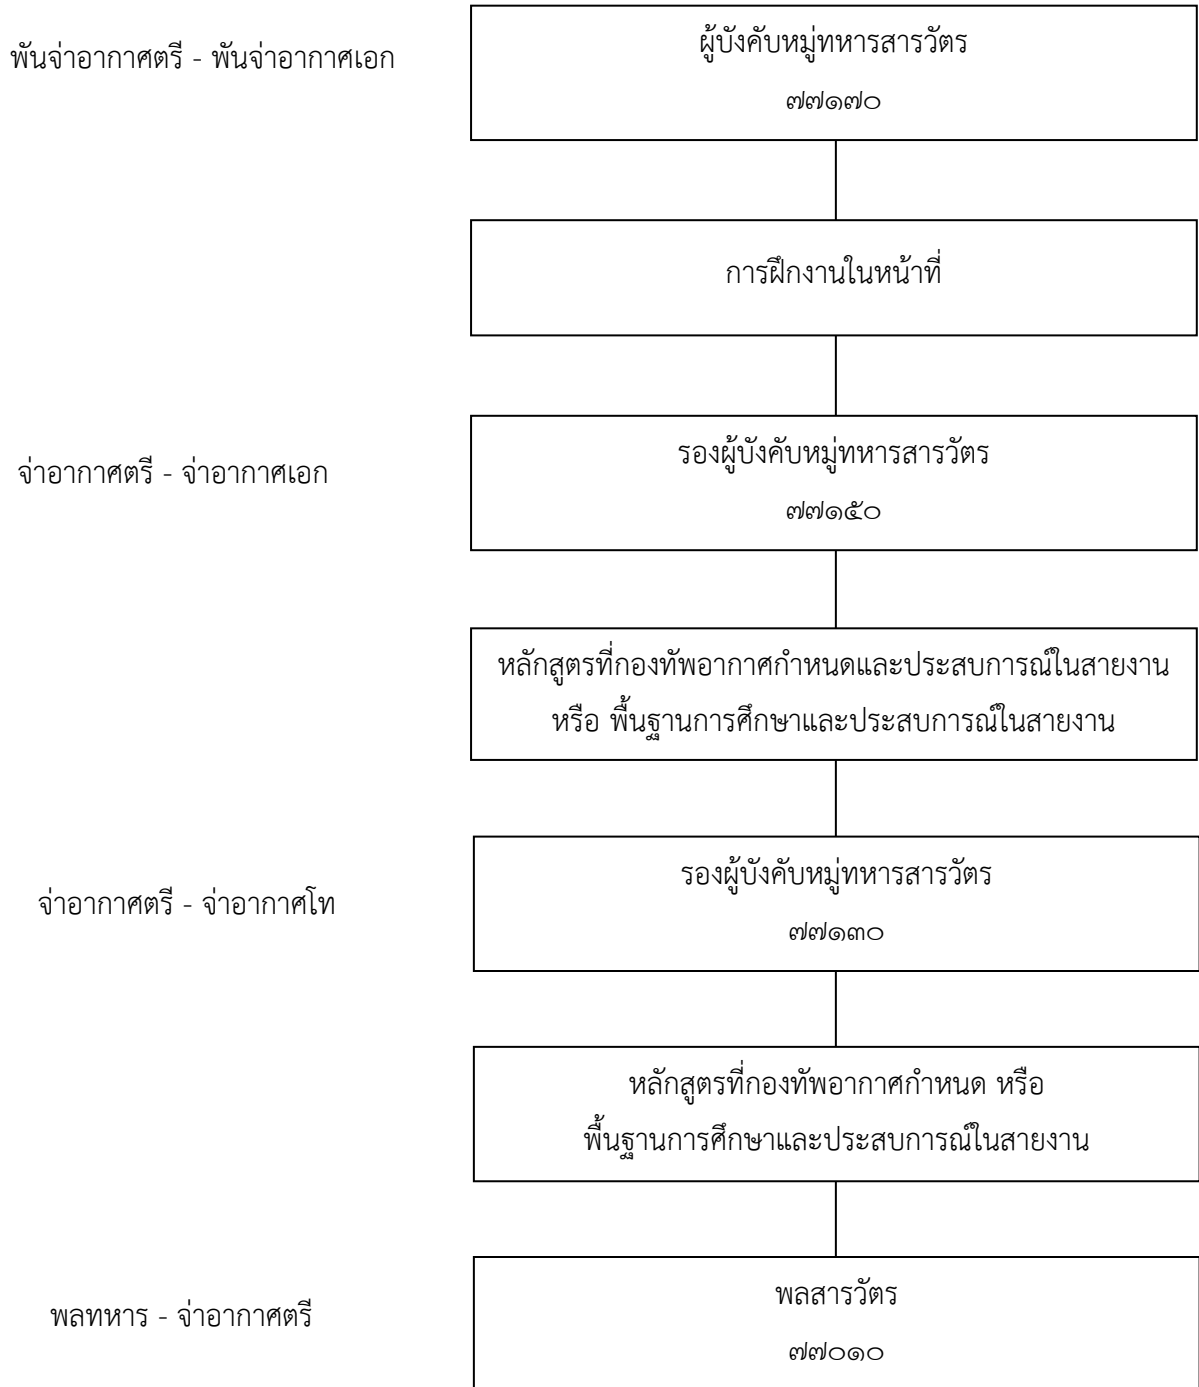 พันจ่าอากาศตรี - พันจ่าอากาศเอก
ผู้บังคับหมู่ทหารสารวัตร
๗๗๑๗๐
การฝึกงานในหน้าที่
จ่าอากาศตรี - จ่าอากาศเอก
รองผู้บังคับหมู่ทหารสารวัตร
๗๗๑๕๐
หลักสูตรที่กองทัพอากาศกำหนดและประสบการณ์ในสายงาน
หรือ พื้นฐานการศึกษาและประสบการณ์ในสายงาน
จ่าอากาศตรี - จ่าอากาศโท
รองผู้บังคับหมู่ทหารสารวัตร
๗๗๑๓๐
หลักสูตรที่กองทัพอากาศกำหนด หรือ
พื้นฐานการศึกษาและประสบการณ์ในสายงาน
พลทหาร - จ่าอากาศตรี
พลสารวัตร
๗๗๐๑๐